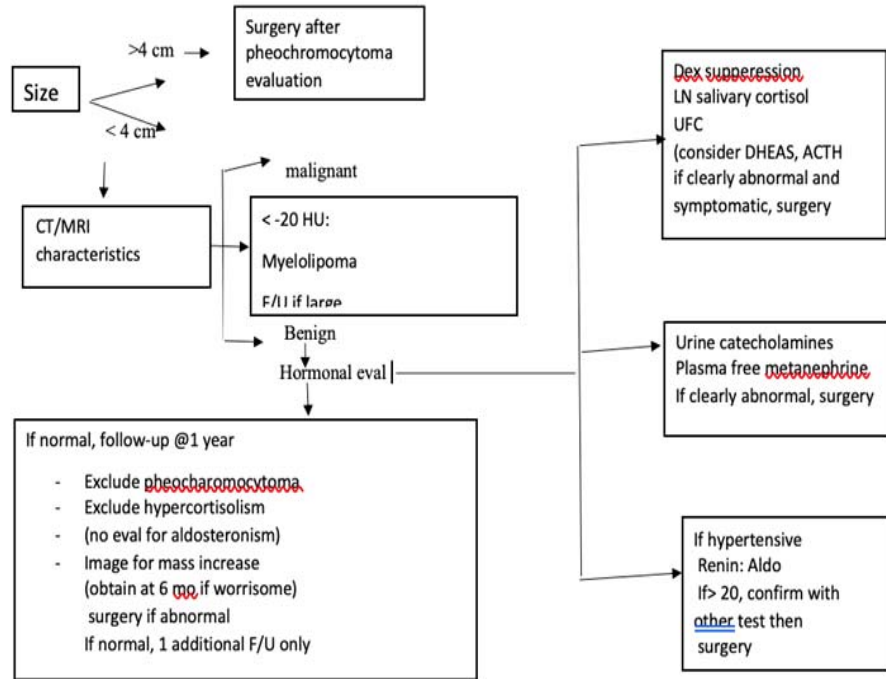 >4 cm
Surgery after
pheochromocytoma
evaluation
Size
< 4 cm
CT/MRI
characteristics
malignant
< -20 HU:
Myelolipoma
F/U if large
Benign
Hormonal eval
If normal, follow-up @1 year
- Exclude pheocharomocytoma
- Exclude hypercortisolism
- (no eval for aldosteronism)
- Image for mass increase
(obtain at 6 mo if worrisome)
surgery if abnormal
If normal, 1 additional F/U only
Dex supperession
LN salivary cortisol
UFC
(consider DHEAS, ACTH
if clearly abnormal and
symptomatic, surgery
Urine catecholamines
Plasma free metanephrine
If clearly abnormal, surgery
If hypertensive
Renin: Aldo
If> 20, confirm with
other test then
surgery